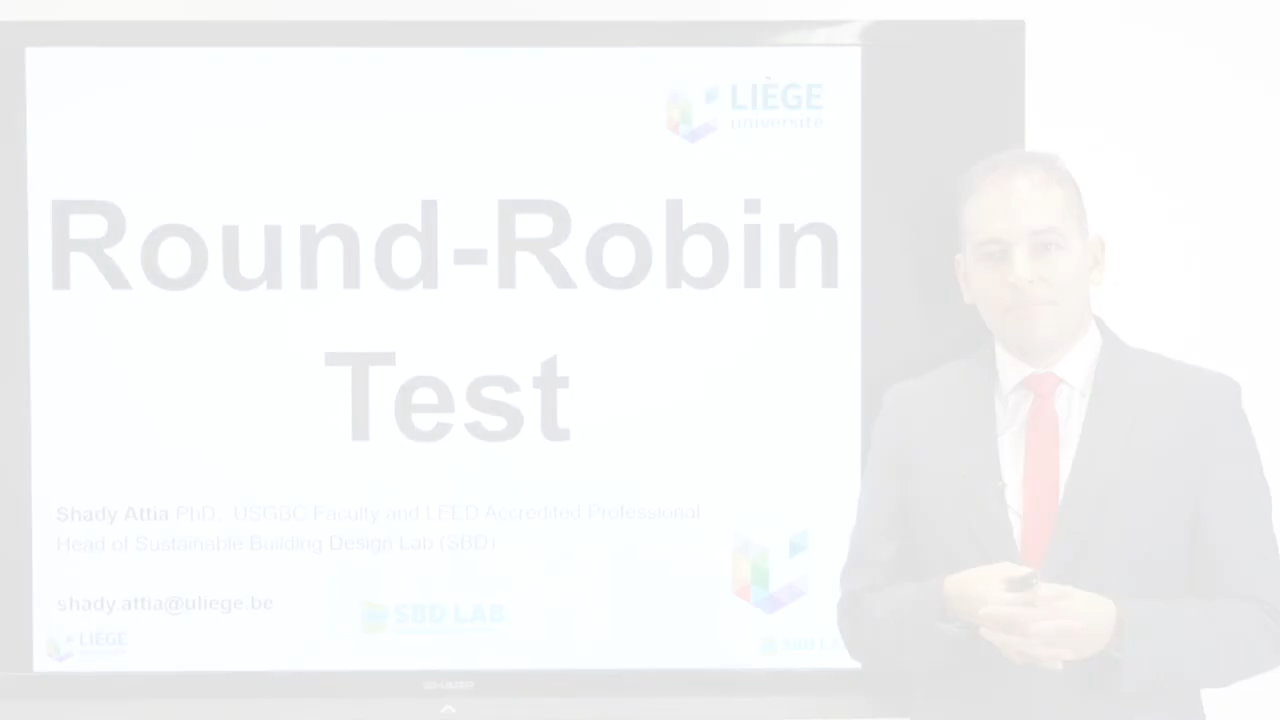 LIÈGE
université
Round-Robin
Test
Shady Attia PhD, USGBC Faculty and LEED Accredited Professional
Head of Sustainable Building Design Lab (SBD)
shady.attia@uliege.be
SBD LAB
LIÈGE
SHARP